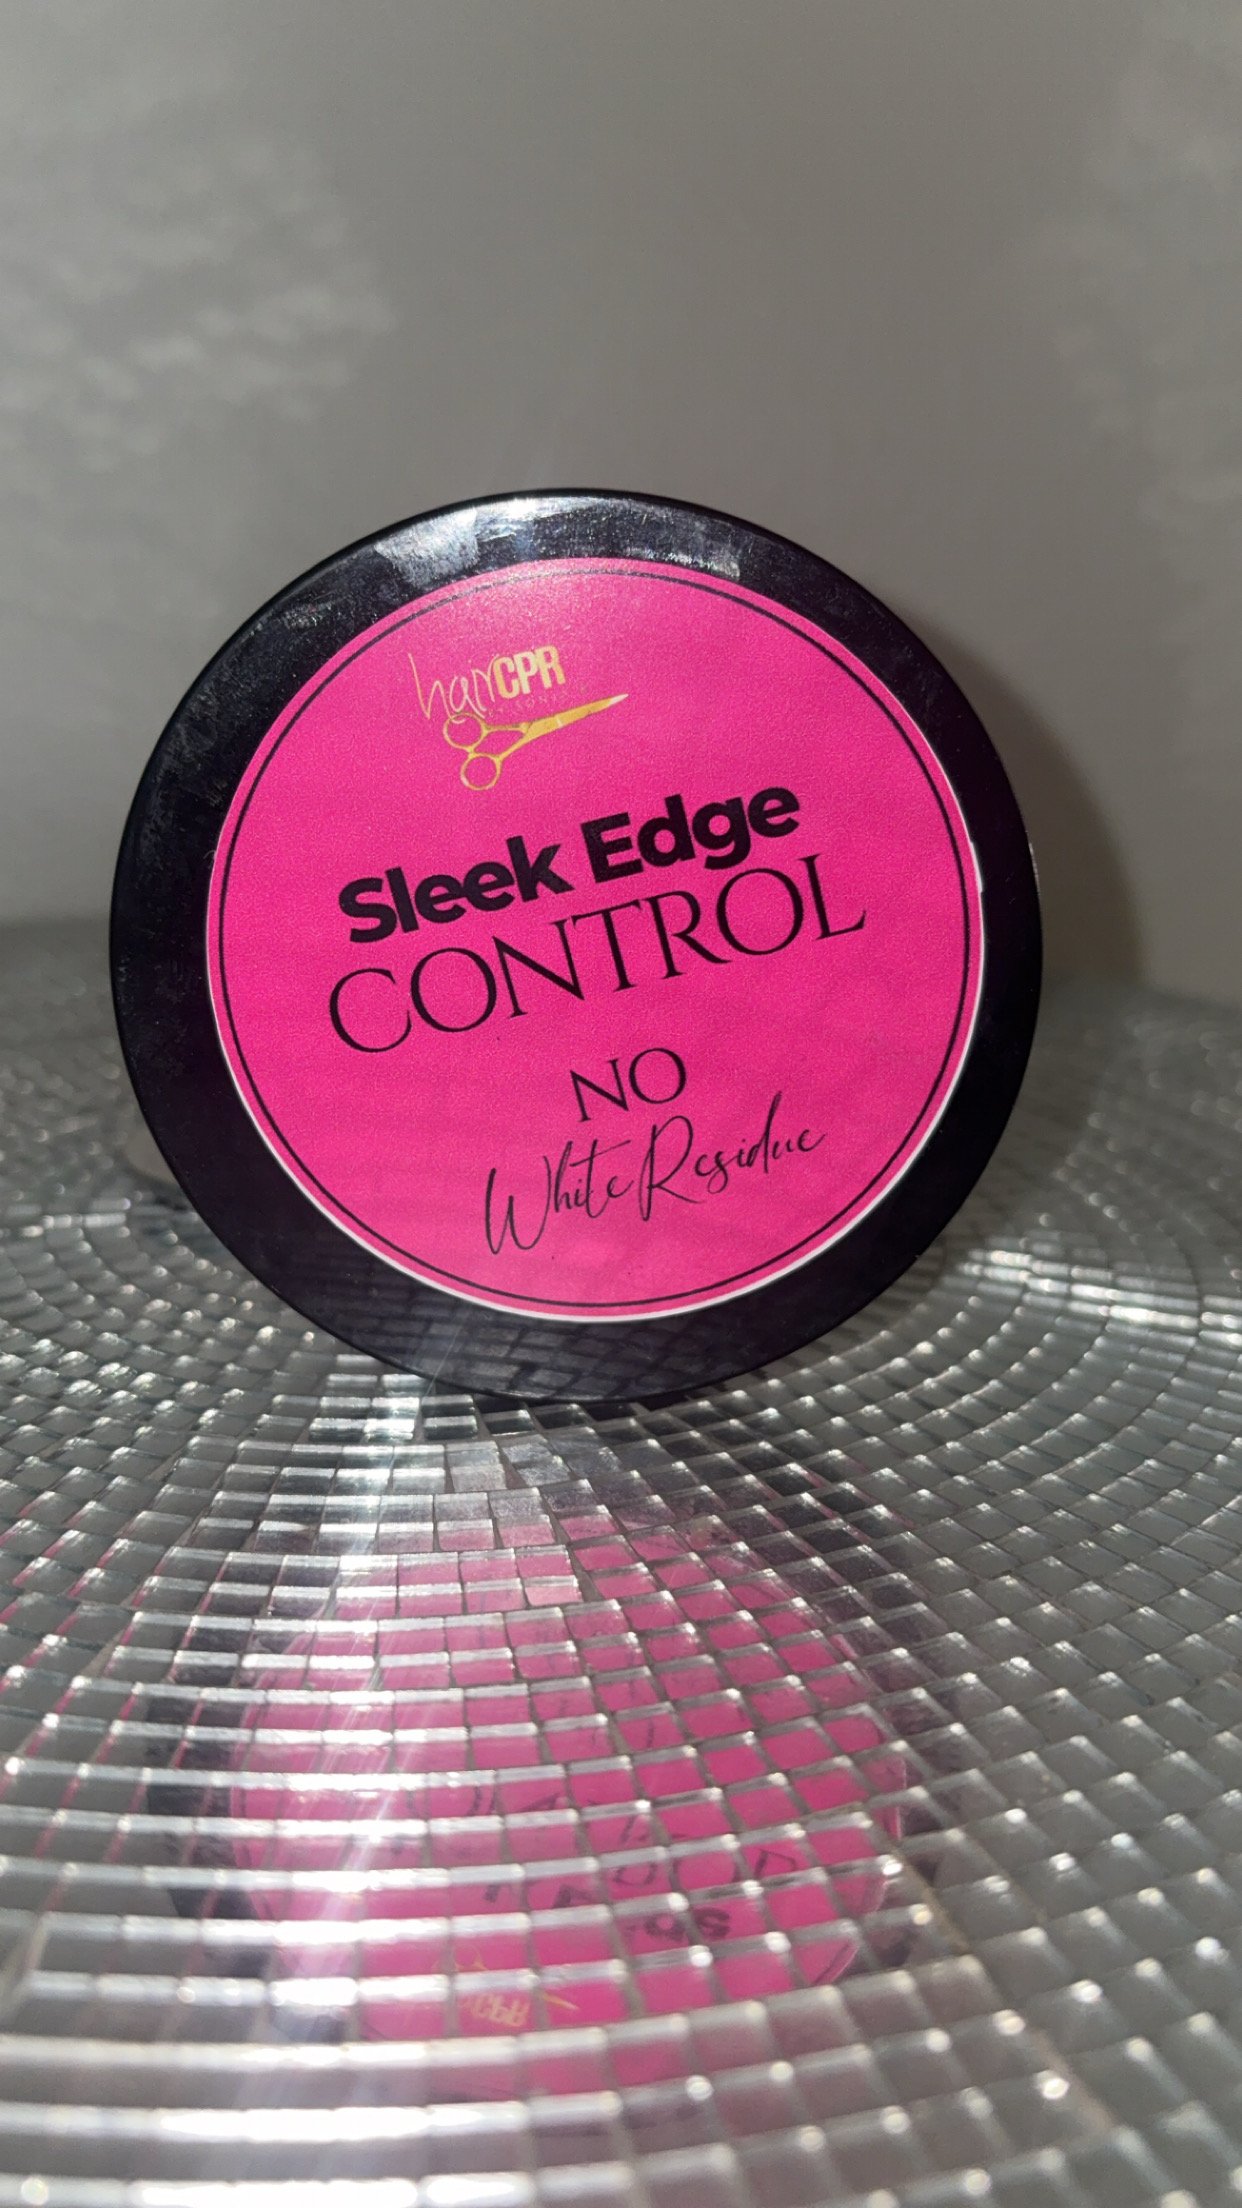 hairCPR
Sleek Edge
CONTROL
NO
White Residue